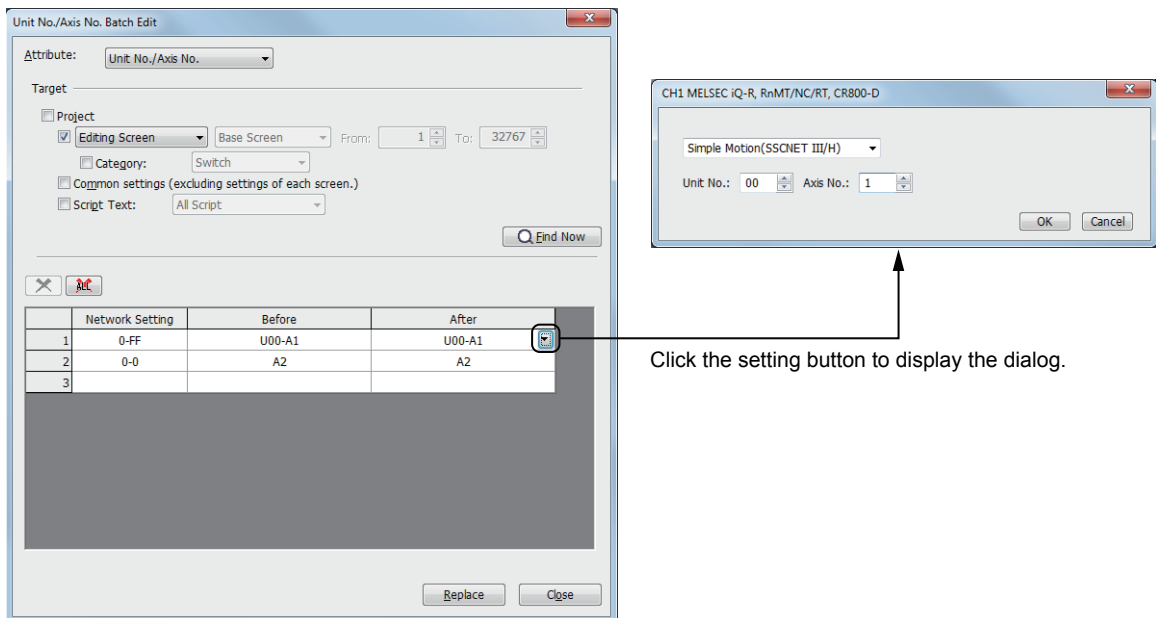 Unit No./Axis No. Batch Edit
Attribute: Unit No./Axis No.
Target
Project
Editing Screen Base Screen From: 1 To: 32767
Category: Switch
Common settings (excluding settings of each screen.)
Script Text: All Script
Find Now
ALL
Network Setting Before After
1 0-FF U00-A1 U00-A1
2 0-0 A2 A2
3
Replace Close
CH1 MELSEC iQ-R, RnMT/NC/RT, CR800-D
Simple Motion(SSCNET III/H)
Unit No.: 00 Axis No.: 1
OK Cancel
Click the setting button to display the dialog.